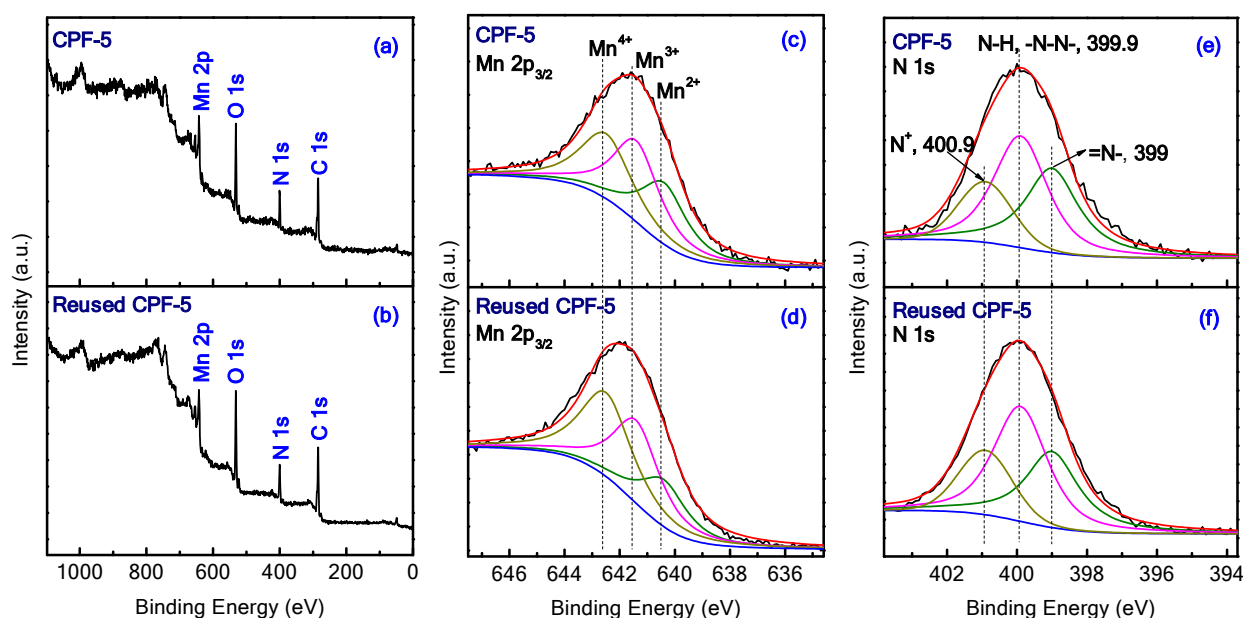 CPF-5
(a)
Mn 2p
O 1s
N 1s
C 1s
Reused CPF-5
(b)
Mn 2p
O 1s
N 1s
C 1s
1000 800 600 400 200 0
Binding Energy (eV)
Intensity (a.u.)
CPF-5
(c)
Mn 2p3/2
Mn4+
Mn3+
Mn2+
Reused CPF-5
(d)
Mn 2p3/2
646 644 642 640 638 636
Binding Energy (eV)
Intensity (a.u.)
CPF-5
(e)
N 1s
N-H, -N-N-, 399.9
N+, 400.9
=N-, 399
Reused CPF-5
(f)
N 1s
402 400 398 396 394
Binding Energy (eV)
Intensity (a.u.)